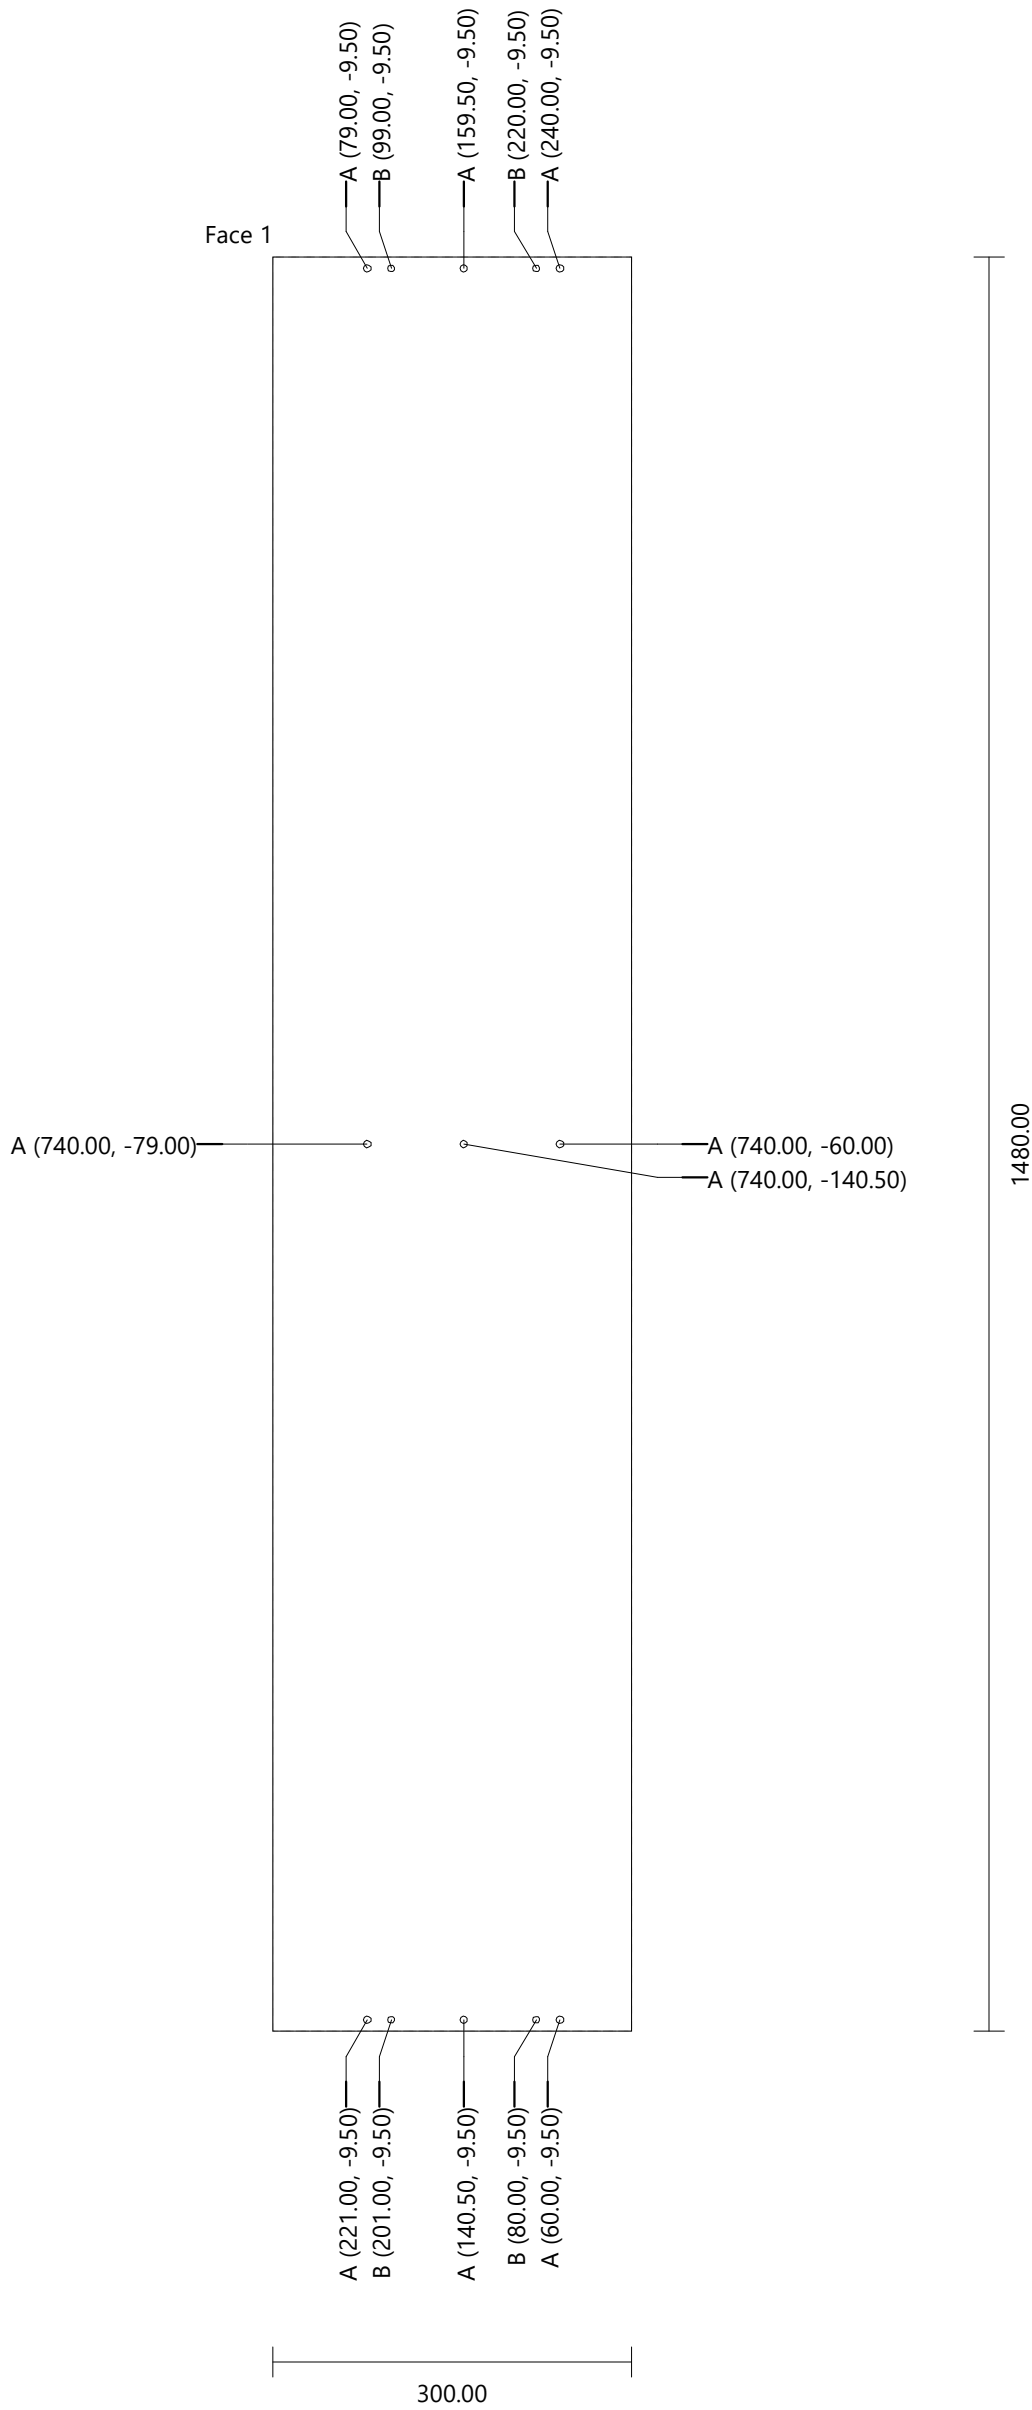 A (79.00, -9.50)
B (99.00, -9.50)
A (159.50, -9.50)
B (220.00, -9.50)
A (240.00, -9.50)
Face 1
A (740.00, -79.00)
A (740.00, -60.00)
A (740.00, -140.50)
1480.00
A (221.00, -9.50)
B (201.00, -9.50)
A (140.50, -9.50)
B (80.00, -9.50)
A (60.00, -9.50)
300.00